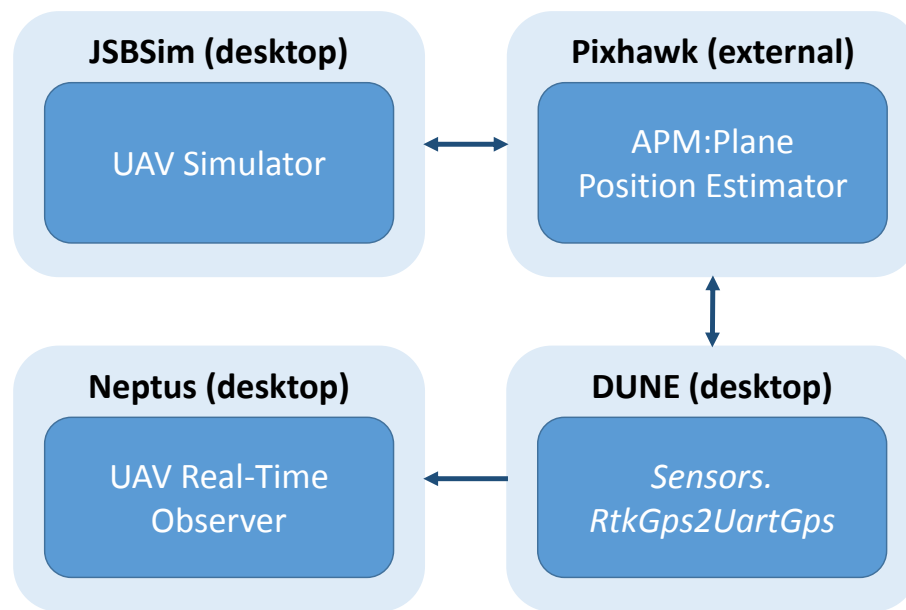 JSBSim (desktop)
UAV Simulator
Pixhawk (external)
APM:Plane
Position Estimator
Neptus (desktop)
UAV Real-Time
Observer
DUNE (desktop)
Sensors.
RtkGps2UartGps